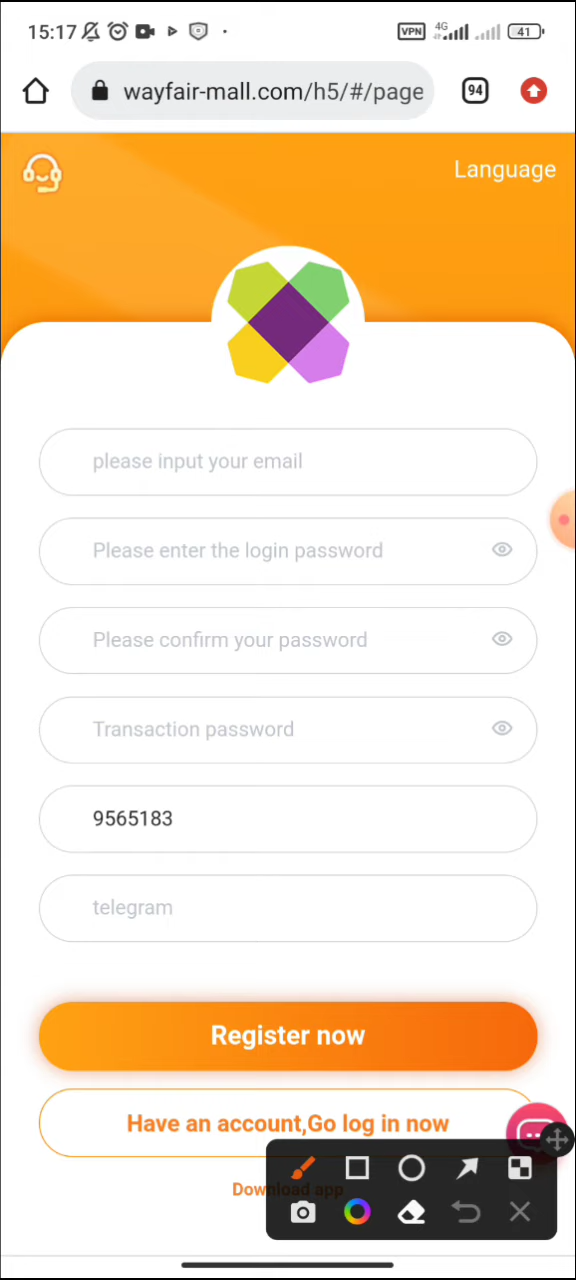 15:17 VPN 4G 41
wayfair-mall.com/h5/#/page 94
Language
please input your email
Please enter the login password
Please confirm your password
Transaction password
9565183
telegram
Register now
Have an account,Go log in now
Download app